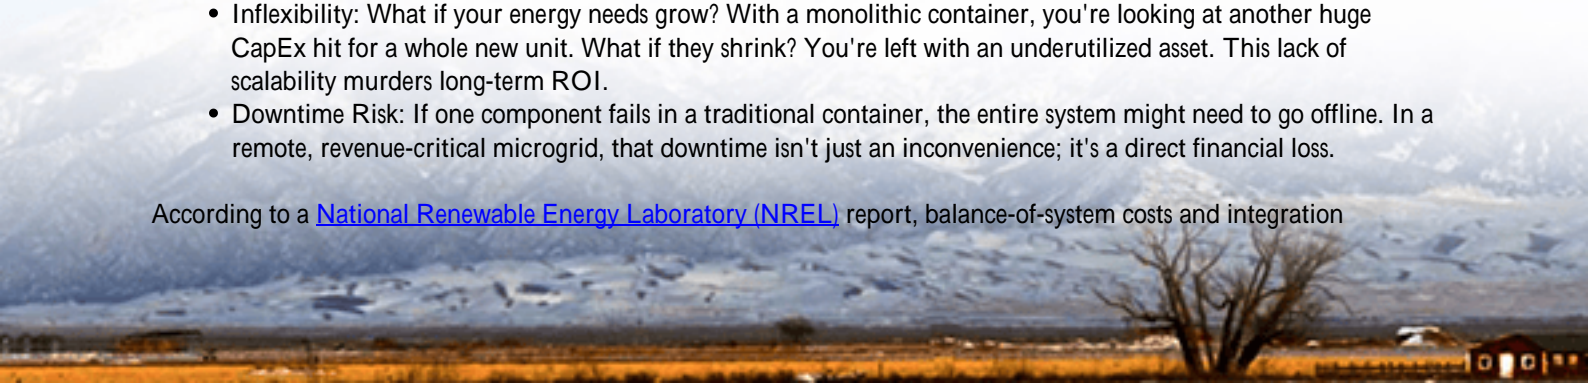 • Inflexibility: What if your energy needs grow? With a monolithic container, you're looking at another huge
CapEx hit for a whole new unit. What if they shrink? You're left with an underutilized asset. This lack of
scalability murders long-term ROI.
• Downtime Risk: If one component fails in a traditional container, the entire system might need to go offline. In a
remote, revenue-critical microgrid, that downtime isn't just an inconvenience; it's a direct financial loss.
According to a National Renewable Energy Laboratory (NREL) report, balance-of-system costs and integration